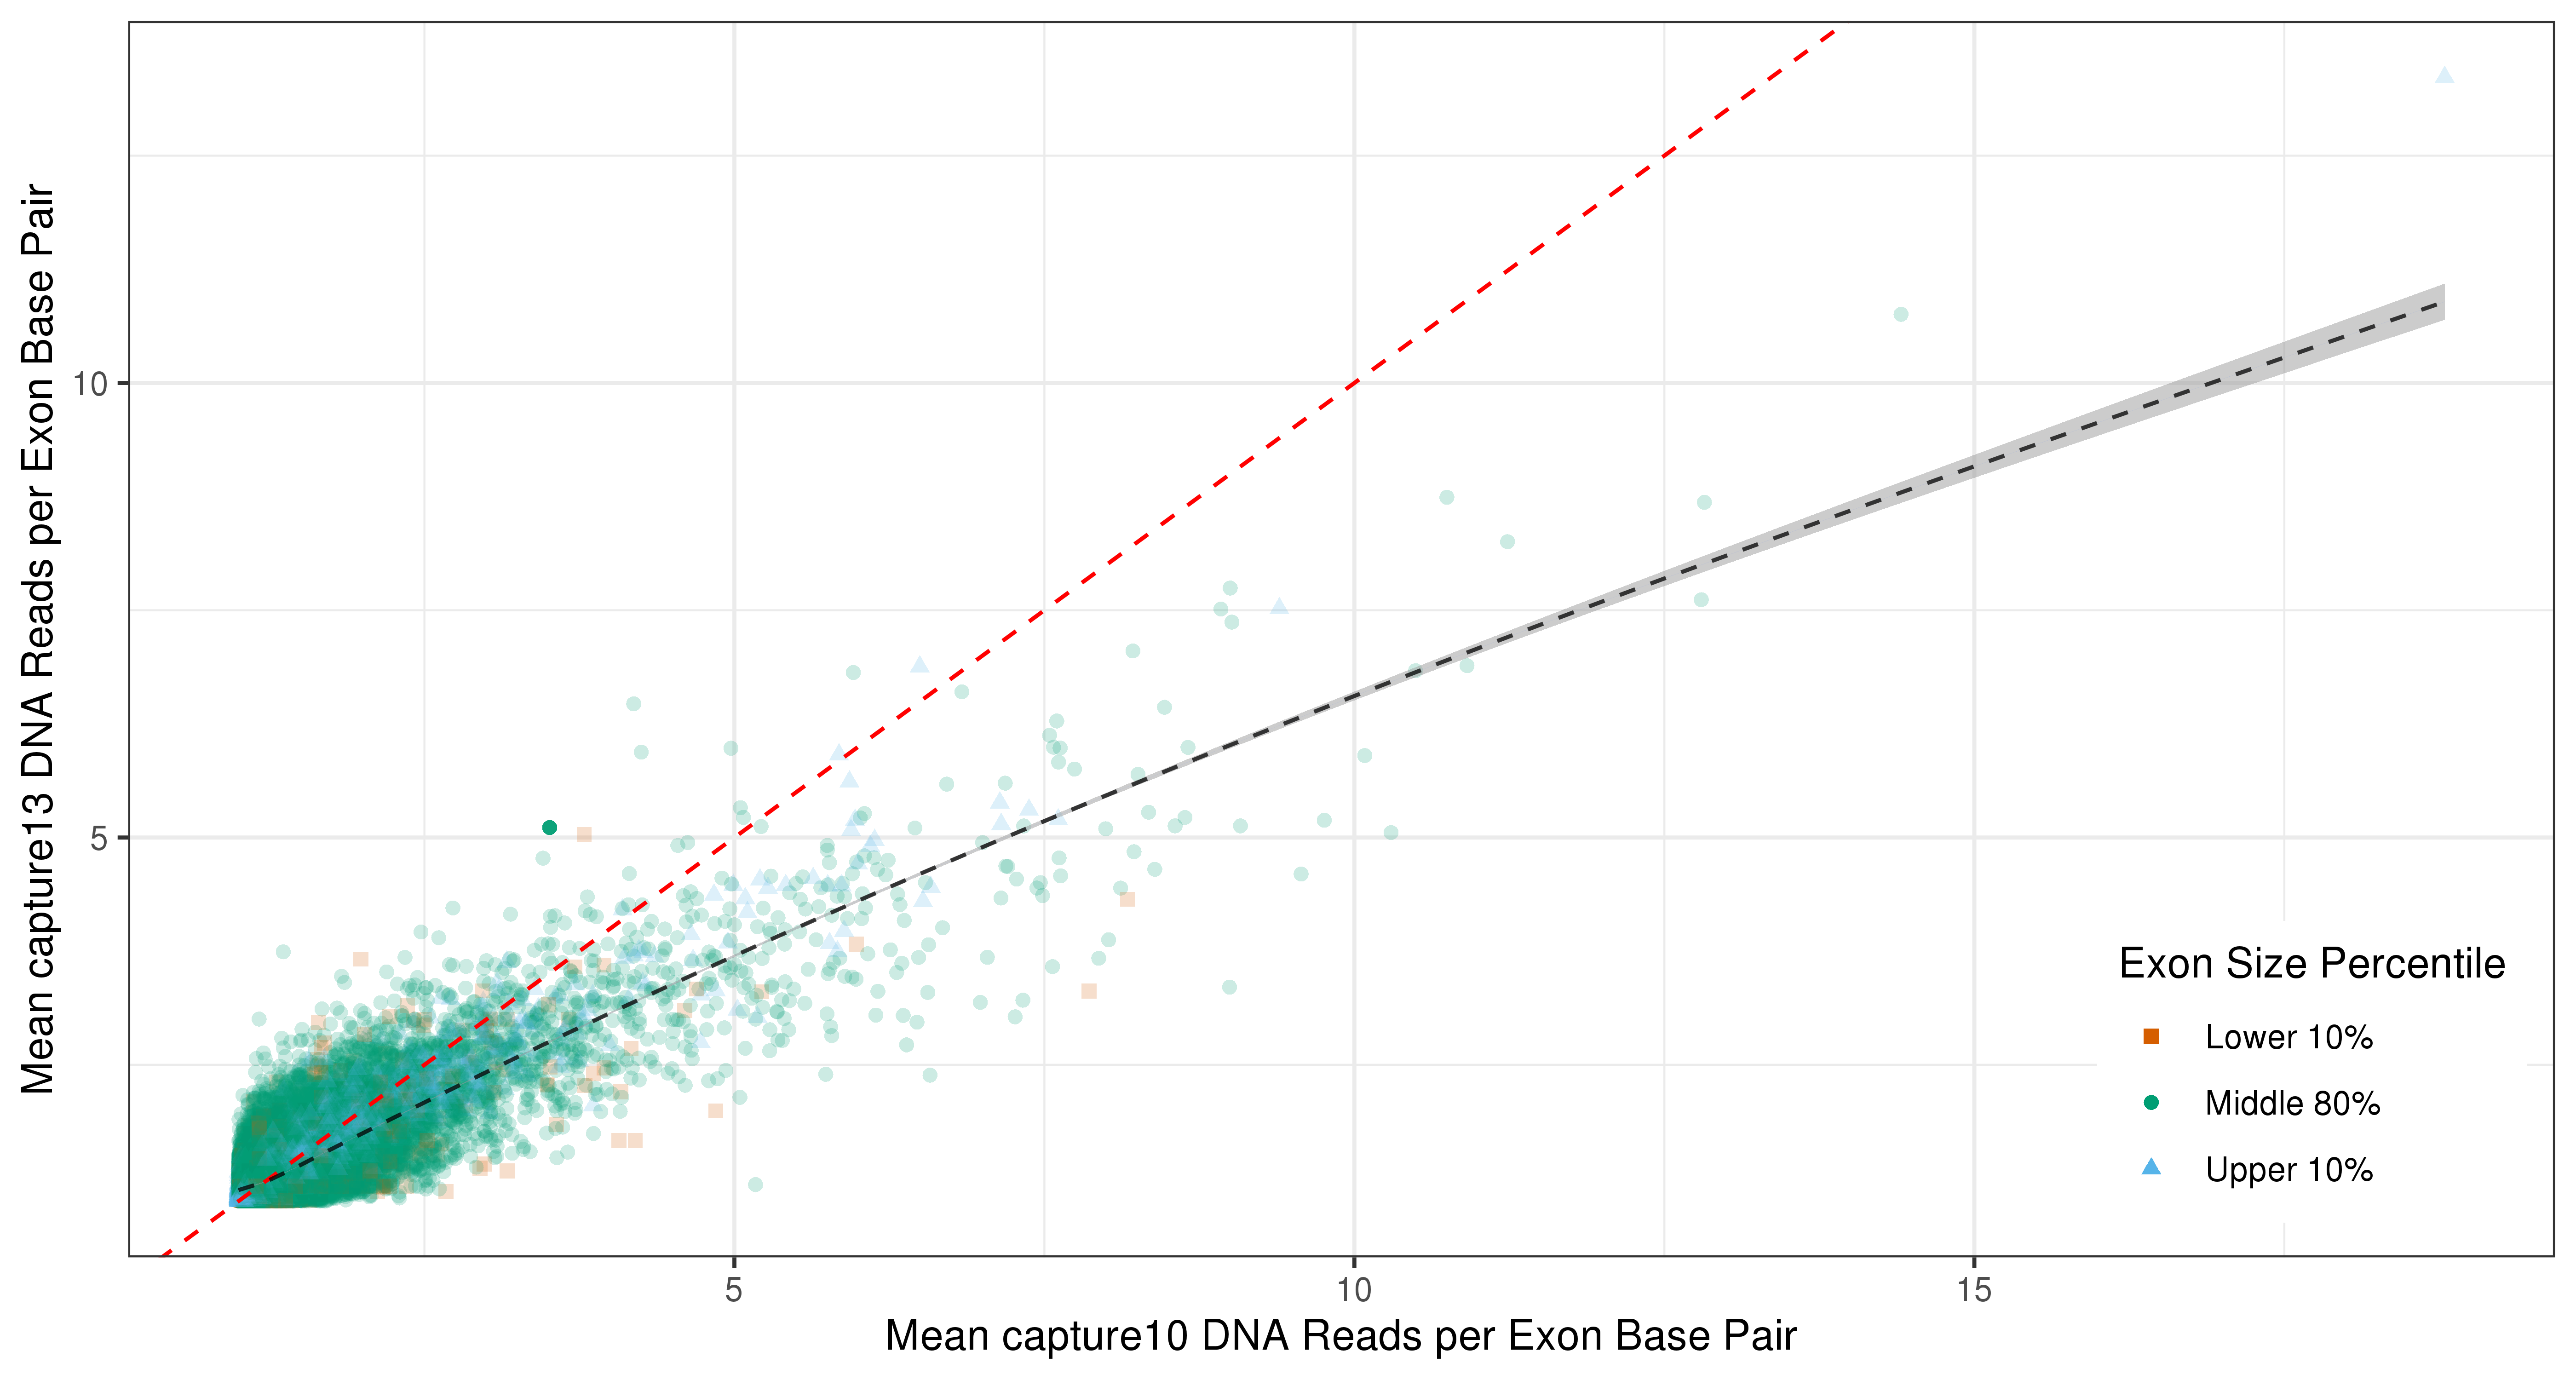 Mean capture13 DNA Reads per Exon Base Pair
10
5
Exon Size Percentile
Lower 10%
Middle 80%
Upper 10%
5
10
15
Mean capture10 DNA Reads per Exon Base Pair